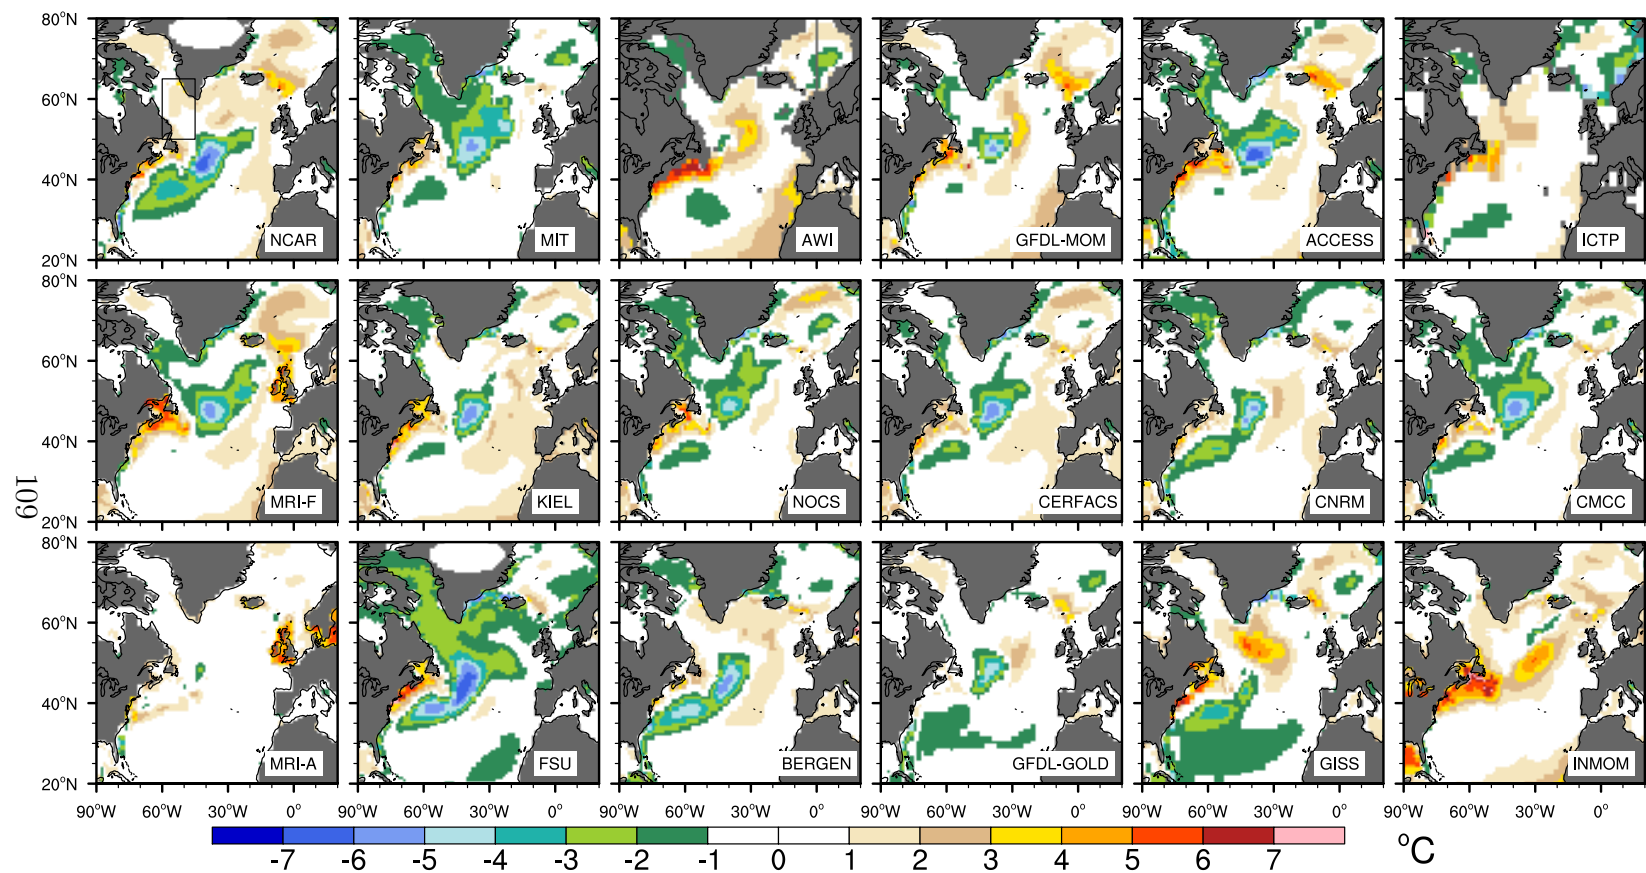 80°N
60°N
40°N
20°N
NCAR
MIT
AWI
GFDL-MOM
ACCESS
ICTP
90°W 60°W 30°W 0° 90°W 60°W 30°W 0° 90°W 60°W 30°W 0° 90°W 60°W 30°W 0° 90°W 60°W 30°W 0° 90°W 60°W 30°W 0°
80°N
60°N
40°N
20°N
MRI-F
KIEL
NOCS
CERFACS
CNRM
CMCC
109
80°N
60°N
40°N
20°N
MRI-A
FSU
BERGEN
GFDL-GOLD
GISS
INMOM
-7 -6 -5 -4 -3 -2 -1 0 1 2 3 4 5 6 7
°C